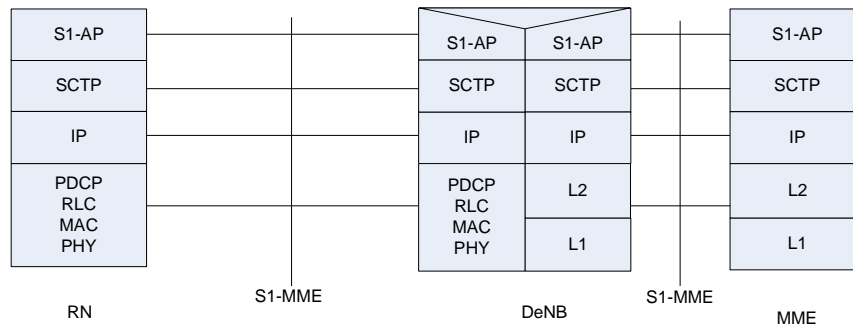 S1-AP
SCTP
IP
PDCP
RLC
MAC
PHY
RN
S1-MME
S1-AP
S1-AP
SCTP
SCTP
IP
IP
PDCP
RLC
MAC
PHY
L2
L1
DeNB
S1-MME
S1-AP
SCTP
IP
L2
L1
MME